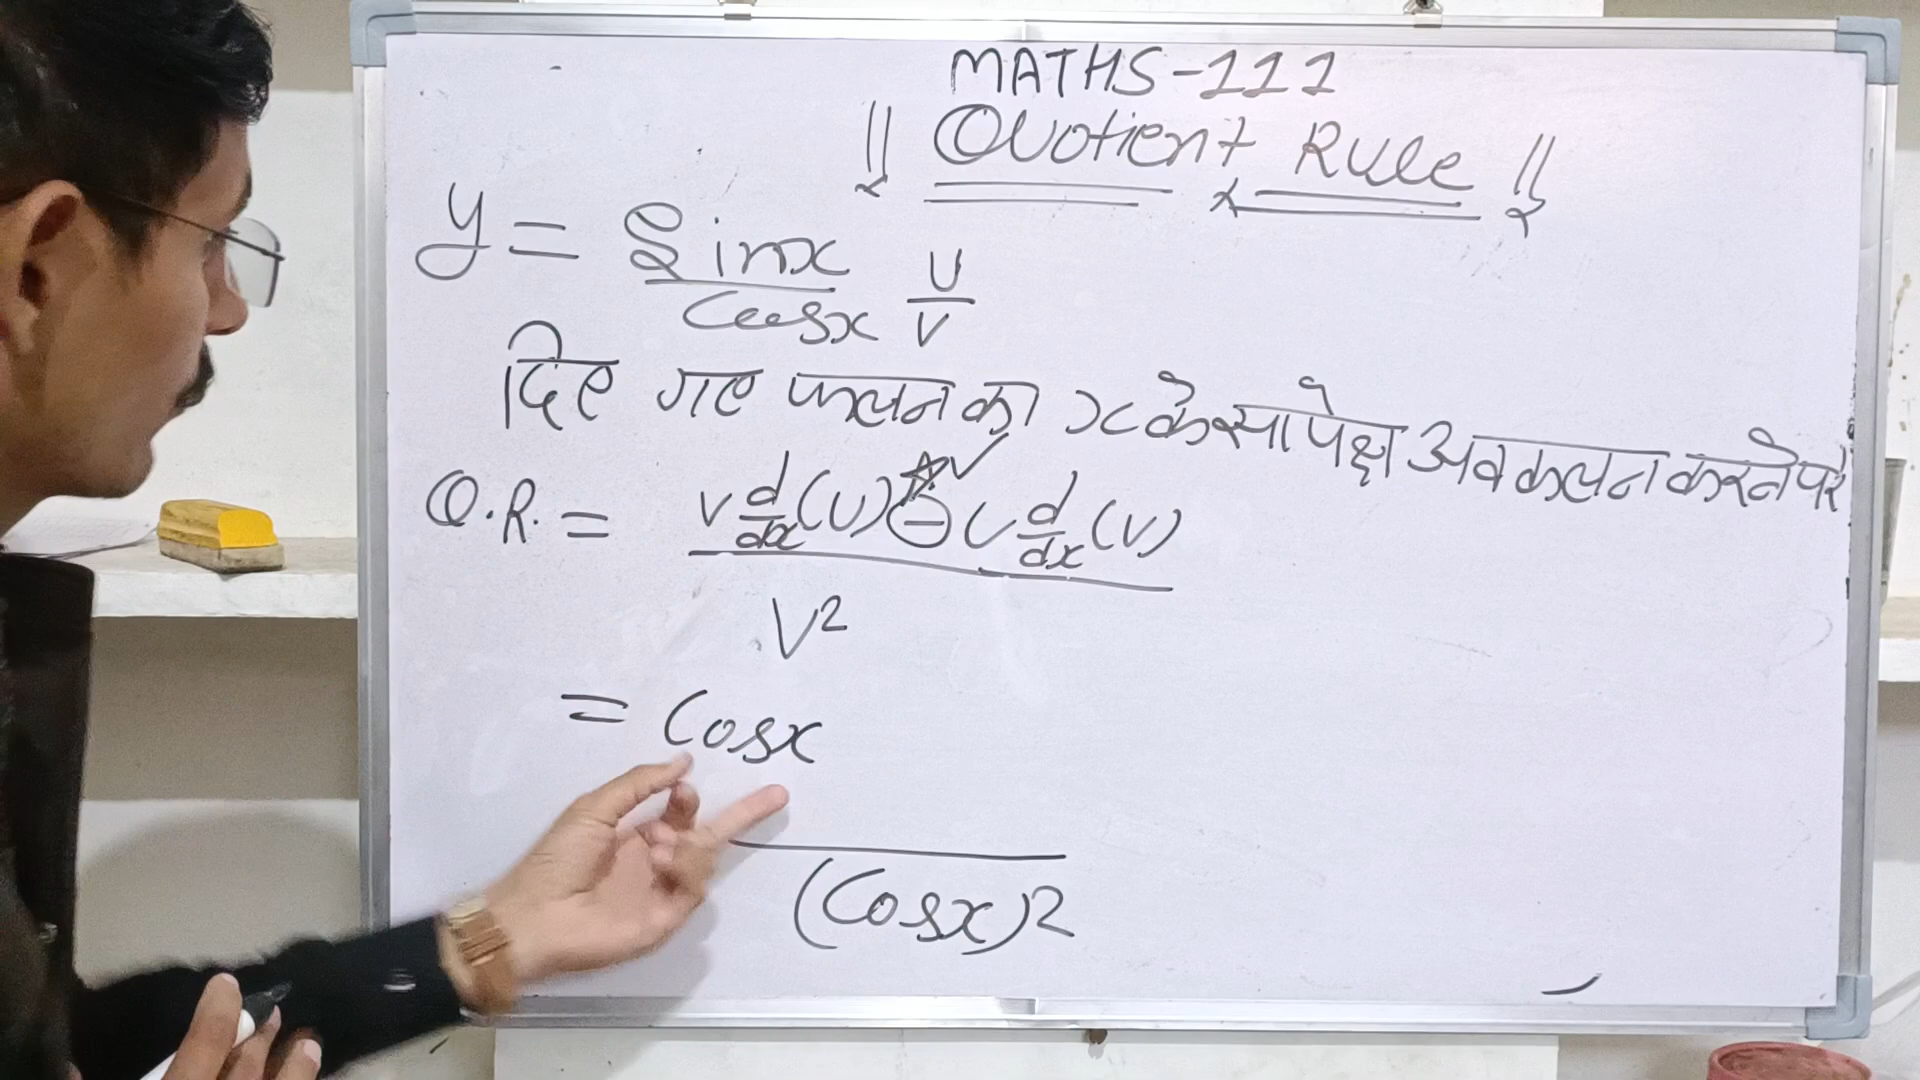 MATHS-111
|| Quotient Rule ||
y = Sinx/Cosx U/V
दिए गए फलन का x के सापेक्ष अवकलन करने पर
Q.R. = (V d/dx (U) ⊖ U d/dx (V)) / V²
= Cosx
(Cosx)2